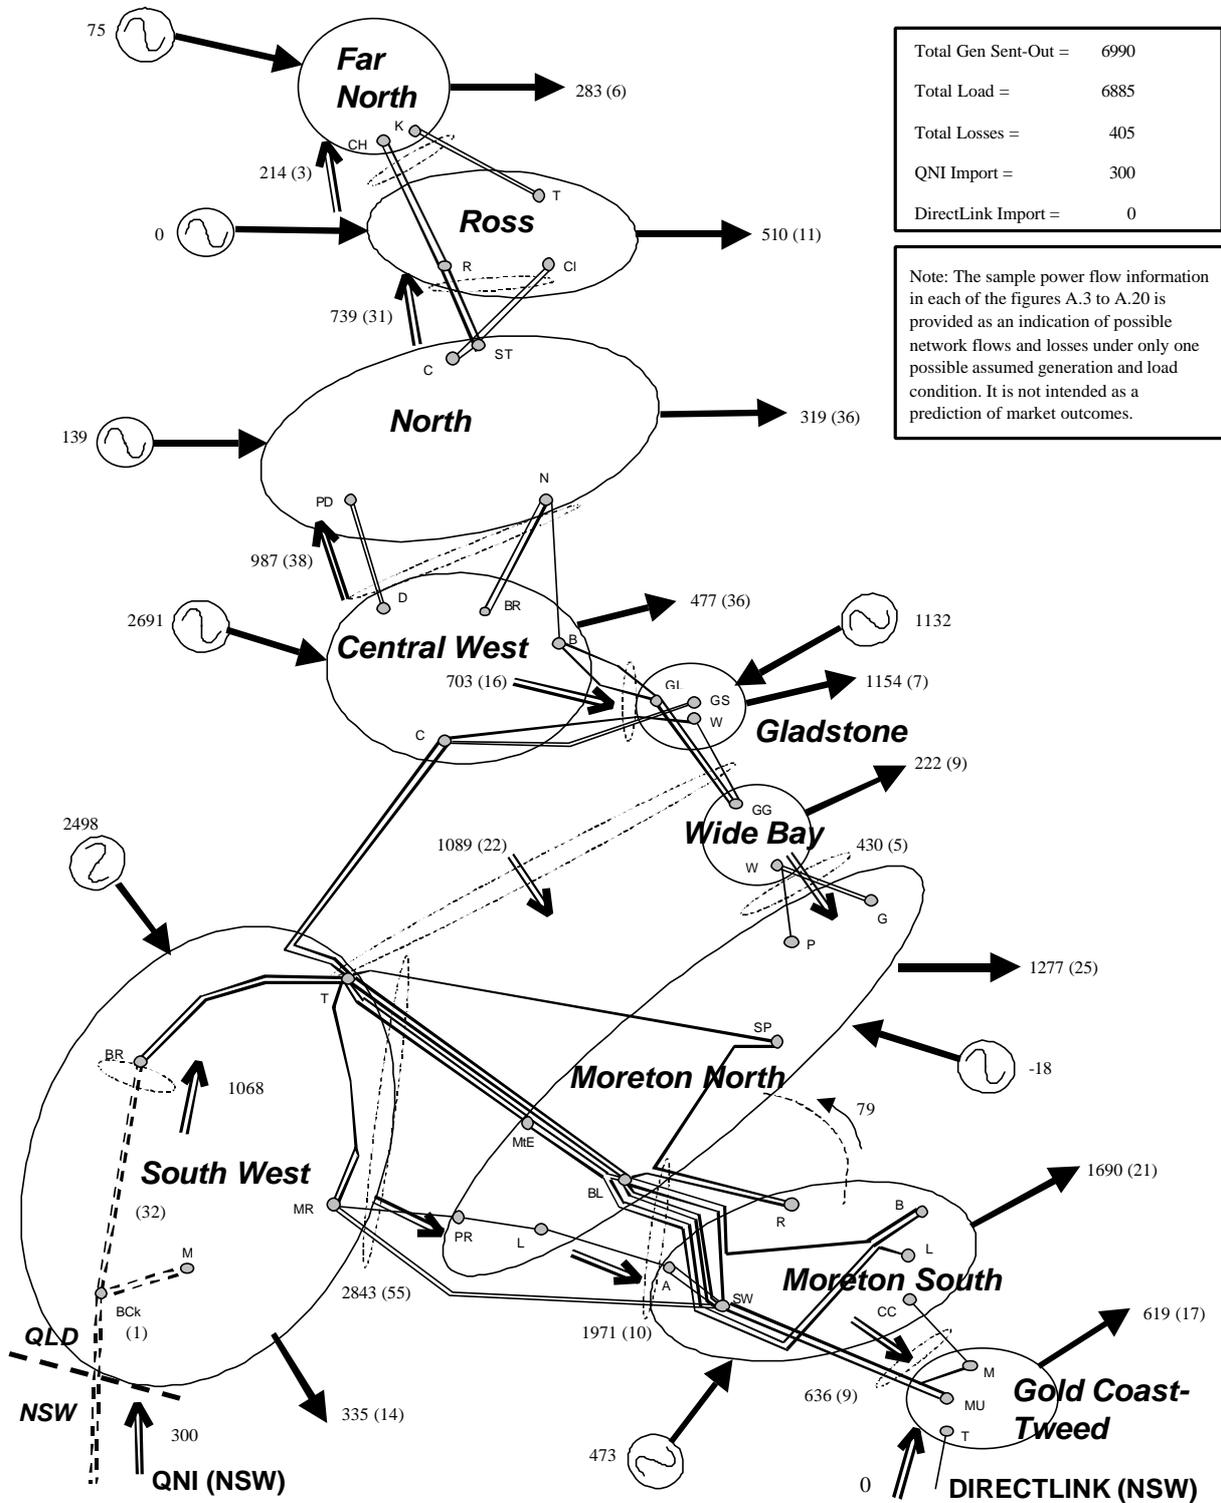 75
Far
North
283 (6)
K
CH
214 (3)
T
Ross
0
510 (11)
R
CI
739 (31)
ST
C
North
319 (36)
139
N
PD
987 (38)
D
BR
477 (36)
2691
Central West
B
1132
703 (16)
GL
GS
1154 (7)
W
C
Gladstone
222 (9)
GG
2498
Wide Bay
1089 (22)
430 (5)
W
G
P
1277 (25)
T
SP
BR
-18
1068
Moreton North
79
MtE
South West
1690 (21)
BL
(32)
MR
R
B
PR
L
M
L
Moreton South
A
2843 (55)
SW
BCk
CC
(1)
1971 (10)
619 (17)
QLD
M
636 (9)
Gold Coast-
Tweed
MU
NSW
335 (14)
300
T
473
QNI (NSW)
0
DIRECTLINK (NSW)
Total Gen Sent-Out = 6990
Total Load = 6885
Total Losses = 405
QNI Import = 300
DirectLink Import = 0
Note: The sample power flow information
in each of the figures A.3 to A.20 is
provided as an indication of possible
network flows and losses under only one
possible assumed generation and load
condition. It is not intended as a
prediction of market outcomes.